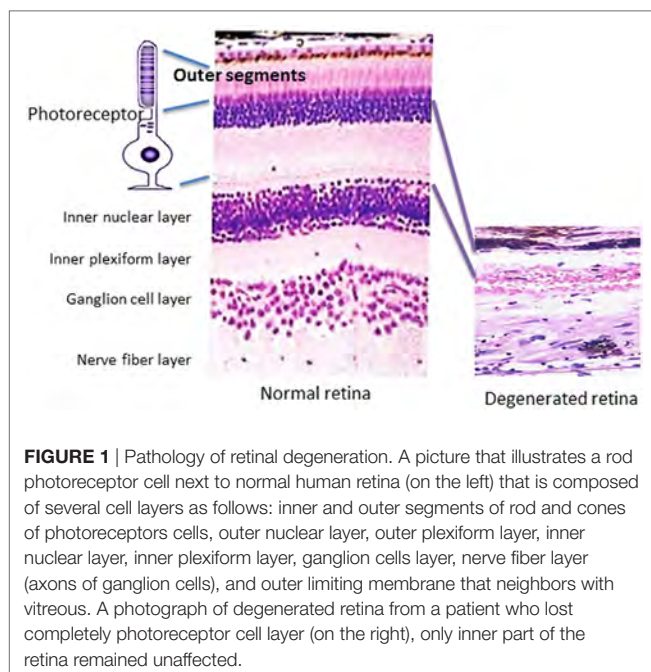 Outer segments
Photoreceptor
Inner nuclear layer
Inner plexiform layer
Ganglion cell layer
Nerve fiber layer
Normal retina
Degenerated retina
FIGURE 1 | Pathology of retinal degeneration. A picture that illustrates a rod
photoreceptor cell next to normal human retina (on the left) that is composed
of several cell layers as follows: inner and outer segments of rod and cones
of photoreceptors cells, outer nuclear layer, outer plexiform layer, inner
nuclear layer, inner plexiform layer, ganglion cells layer, nerve fiber layer
(axons of ganglion cells), and outer limiting membrane that neighbors with
vitreous. A photograph of degenerated retina from a patient who lost
completely photoreceptor cell layer (on the right), only inner part of the
retina remained unaffected.